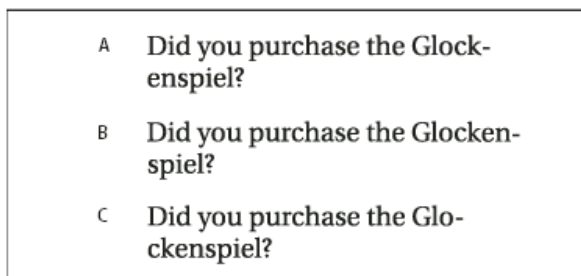 A Did you purchase the Glock-
enspiel?
B Did you purchase the Glocken-
spiel?
C Did you purchase the Glo-
ckenspiel?